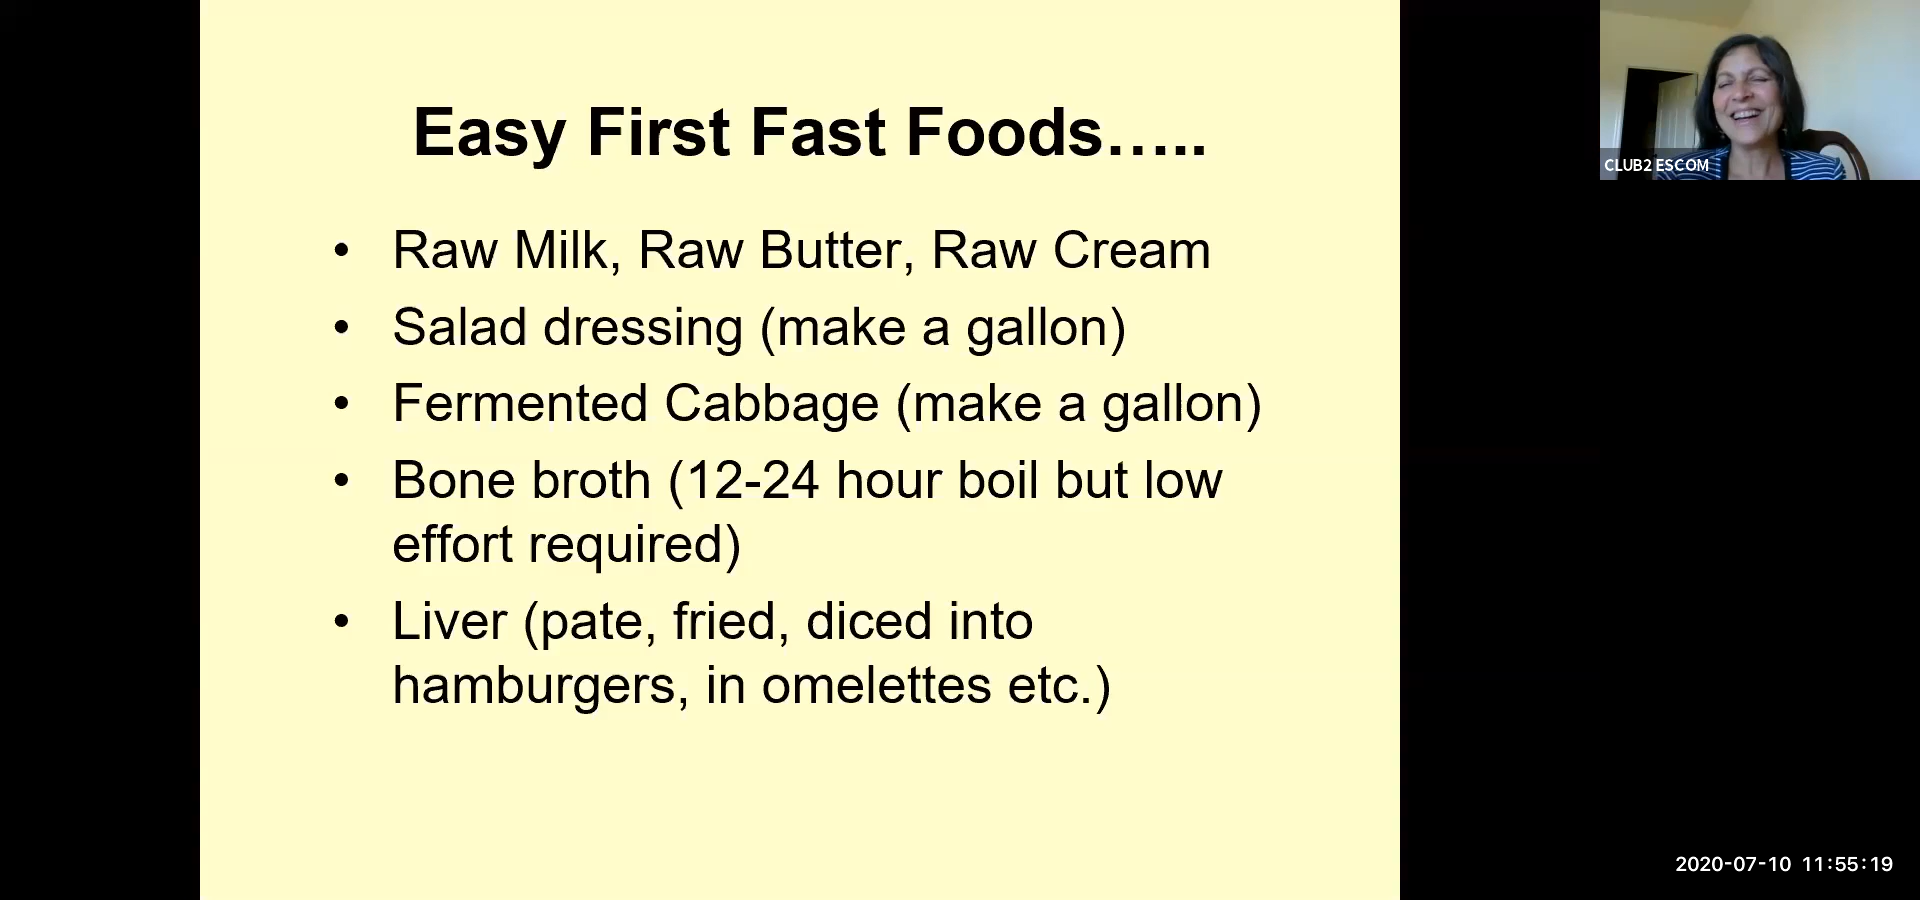 Easy First Fast Foods…..
• Raw Milk, Raw Butter, Raw Cream
• Salad dressing (make a gallon)
• Fermented Cabbage (make a gallon)
• Bone broth (12-24 hour boil but low
effort required)
• Liver (pate, fried, diced into
hamburgers, in omelettes etc.)
CLUB2 ESCOM
2020-07-10 11:55:19